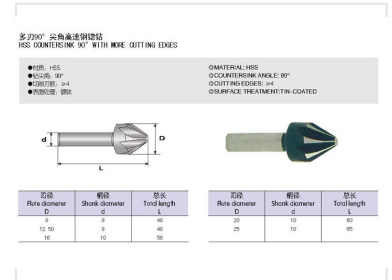 多刃90° 尖角高速钢锪钻
HSS COUNTERSINK 90° WITH MORE CUTTING EDGES
●材质: HSS
●钻尖角: 90°
●切削刃数: ≥4
●表面处理: 镀钛
◎MATERIAL: HSS
◎COUNTERSINK ANGLE: 90°
◎CUTTING EDGES: ≥4
◎SURFACE TREATMENT:TIN-COATED
d
D
L
刃径 柄径 总长
Flute diameter Shank diameter Total length
D d L
8 8 48
12.50 8 48
16 10 56
刃径 柄径 总长
Flute diameter Shank diameter Total length
D d L
20 10 60
25 10 65